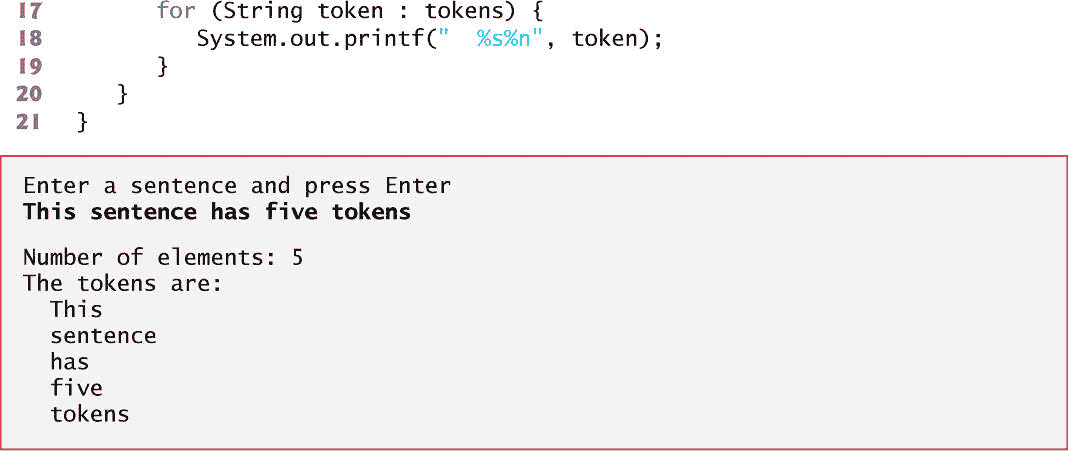 17        for (String token : tokens) {
18           System.out.printf("  %s%n", token);
19        }
20     }
21  }
Enter a sentence and press Enter
This sentence has five tokens
Number of elements: 5
The tokens are:
  This
  sentence
  has
  five
  tokens